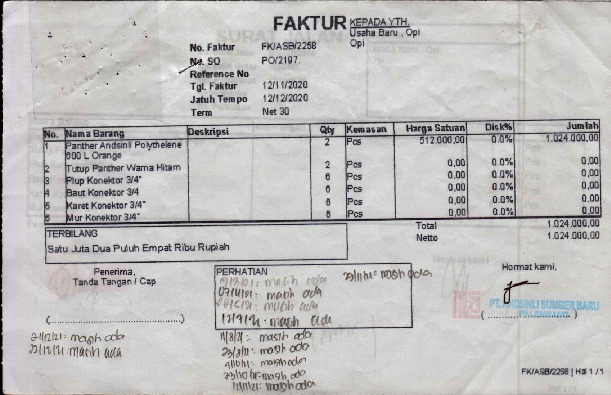 FAKTUR
KEPADA YTH.
Usaha Baru , Opi
Opi
No. Faktur FK/ASB/2258
No. SO PO/2197.
Reference No
Tgl. Faktur 12/11/2020
Jatuh Tempo 12/12/2020
Term Net 30
No. Nama Barang Deskripsi Qty Kemasan Harga Satuan Disk% Jumlah
1 Panther Andsinli Polythelene 2 Pcs 512.000,00 0.0% 1.024.000,00
600 L Orange
2 Tutup Panther Warna Hitam 2 Pcs 0,00 0.0% 0,00
3 Plup Konektor 3/4" 6 Pcs 0,00 0.0% 0,00
4 Baut Konektor 3/4 6 Pcs 0,00 0.0% 0,00
5 Karet Konektor 3/4" 6 Pcs 0,00 0.0% 0,00
6 Mur Konektor 3/4" 6 Pcs 0,00 0.0% 0,00
Total 1.024.000,00
Netto 1.024.000,00
TERBILANG
Satu Juta Dua Puluh Empat Ribu Rupiah
Penerima,
Tanda Tangan / Cap
(........................)
PERHATIAN
masih ada
masih ada
masih ada
masih ada
masih ada
Hormat kami,
PT. ANDSINLI SUMBER BARU
PALEMBANG
masih ada
masih ada
masih ada
masih ada
masih ada
masih ada
masih ada
FK/ASB/2258 | Hal 1 / 1